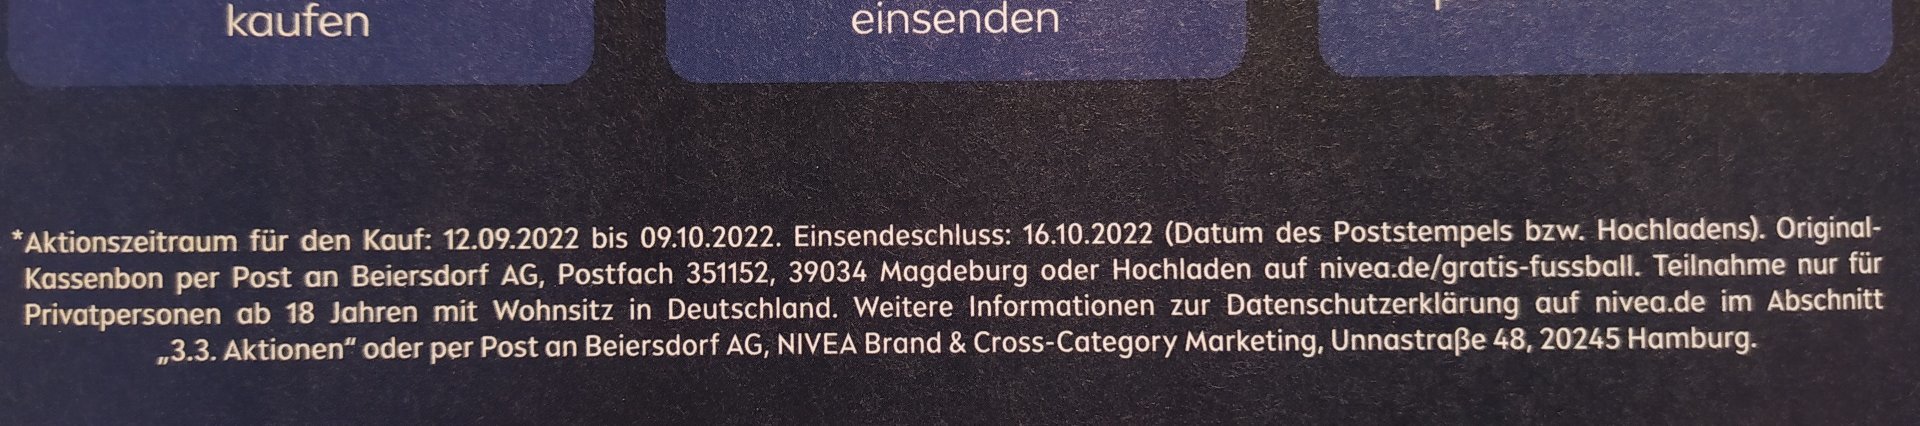 kaufen
einsenden
*Aktionszeitraum für den Kauf: 12.09.2022 bis 09.10.2022. Einsendeschluss: 16.10.2022 (Datum des Poststempels bzw. Hochladens). Original-
Kassenbon per Post an Beiersdorf AG, Postfach 351152, 39034 Magdeburg oder Hochladen auf nivea.de/gratis-fussball. Teilnahme nur für
Privatpersonen ab 18 Jahren mit Wohnsitz in Deutschland. Weitere Informationen zur Datenschutzerklärung auf nivea.de im Abschnitt
„3.3. Aktionen“ oder per Post an Beiersdorf AG, NIVEA Brand & Cross-Category Marketing, Unnastraße 48, 20245 Hamburg.